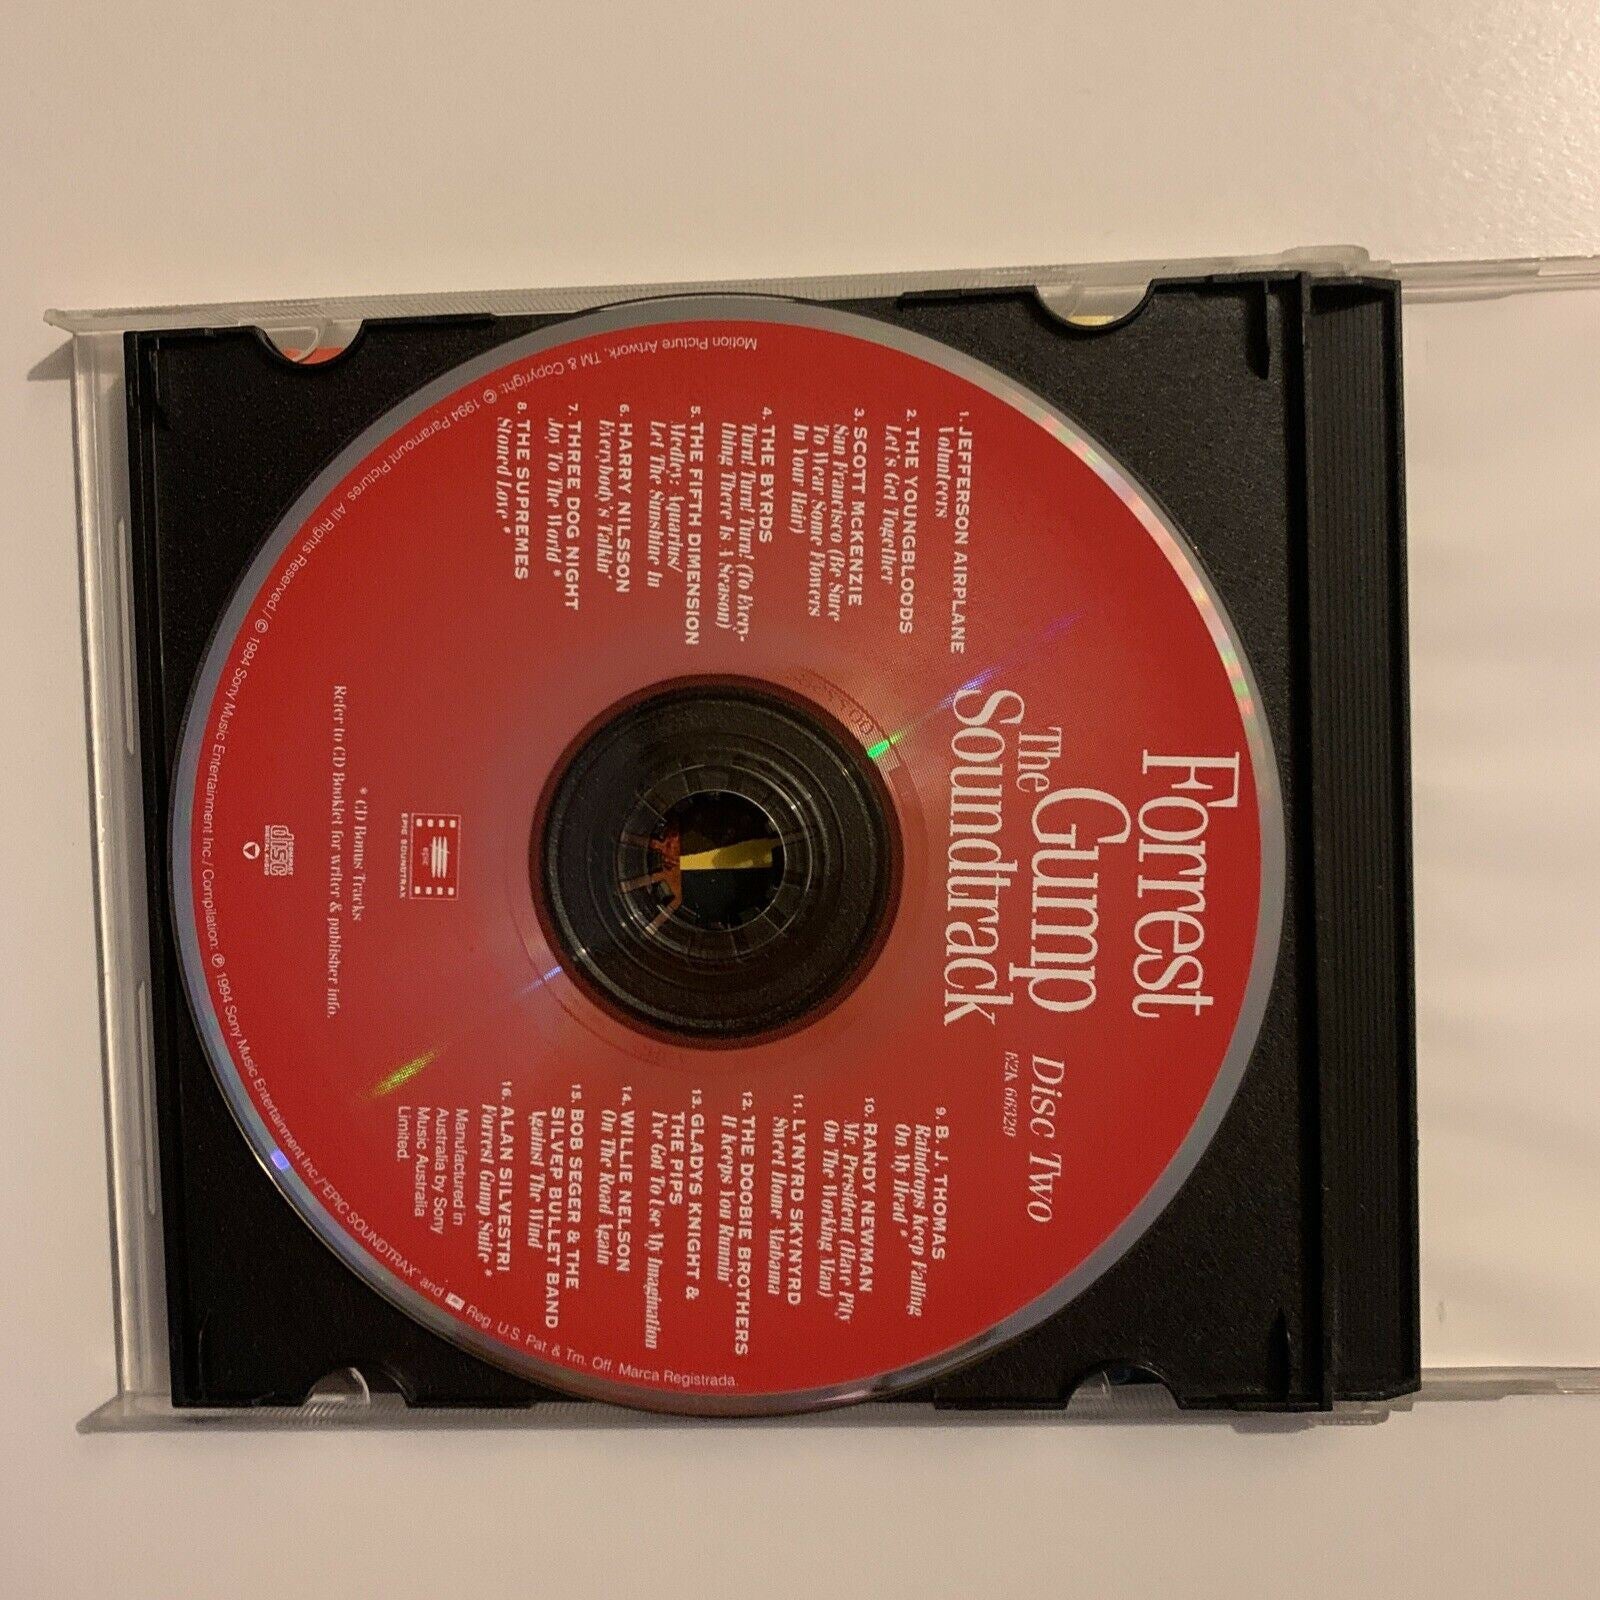 Forrest
Gump
The
Soundtrack
Disc Two
E2K 66329
1. JEFFERSON AIRPLANE
Volunteers
2. THE YOUNGBLOODS
Let's Get Together
3. SCOTT MCKENZIE
San Francisco (Be Sure
To Wear Some Flowers
In Your Hair)
4. THE BYRDS
Turn! Turn! Turn! (To Every-
thing There Is A Season)
5. THE FIFTH DIMENSION
Medley: Aquarius/
Let The Sunshine In
6. HARRY NILSSON
Everybody's Talkin'
7. THREE DOG NIGHT
Joy To The World *
8. THE SUPREMES
Stoned Love *
9. B.J. THOMAS
Raindrops Keep Falling
On My Head *
10. RANDY NEWMAN
Mr. President (Have Pity
On The Working Man)
11. LYNYRD SKYNYRD
Sweet Home Alabama
12. THE DOOBIE BROTHERS
It Keeps You Runnin'
13. GLADYS KNIGHT &
THE PIPS
I've Got To Use My Imagination
14. WILLIE NELSON
On The Road Again
15. BOB SEGER & THE
SILVER BULLET BAND
Against The Wind
16. ALAN SILVESTRI
Forrest Gump Suite *
Manufactured in
Australia by Sony
Music Australia
Limited.
epic
EPIC SOUNDTRAX
* CD Bonus Tracks
Refer to CD Booklet for writer & publisher info.
COMPACT
disc
DIGITAL AUDIO
Motion Picture Artwork, TM & Copyright: © 1994 Paramount Pictures. All Rights Reserved./ © 1994 Sony Music Entertainment Inc./ Compilation: ℗ 1994 Sony Music Entertainment Inc./"EPIC SOUNDTRAX" and Reg. U.S. Pat. & Tm. Off. Marca Registrada.